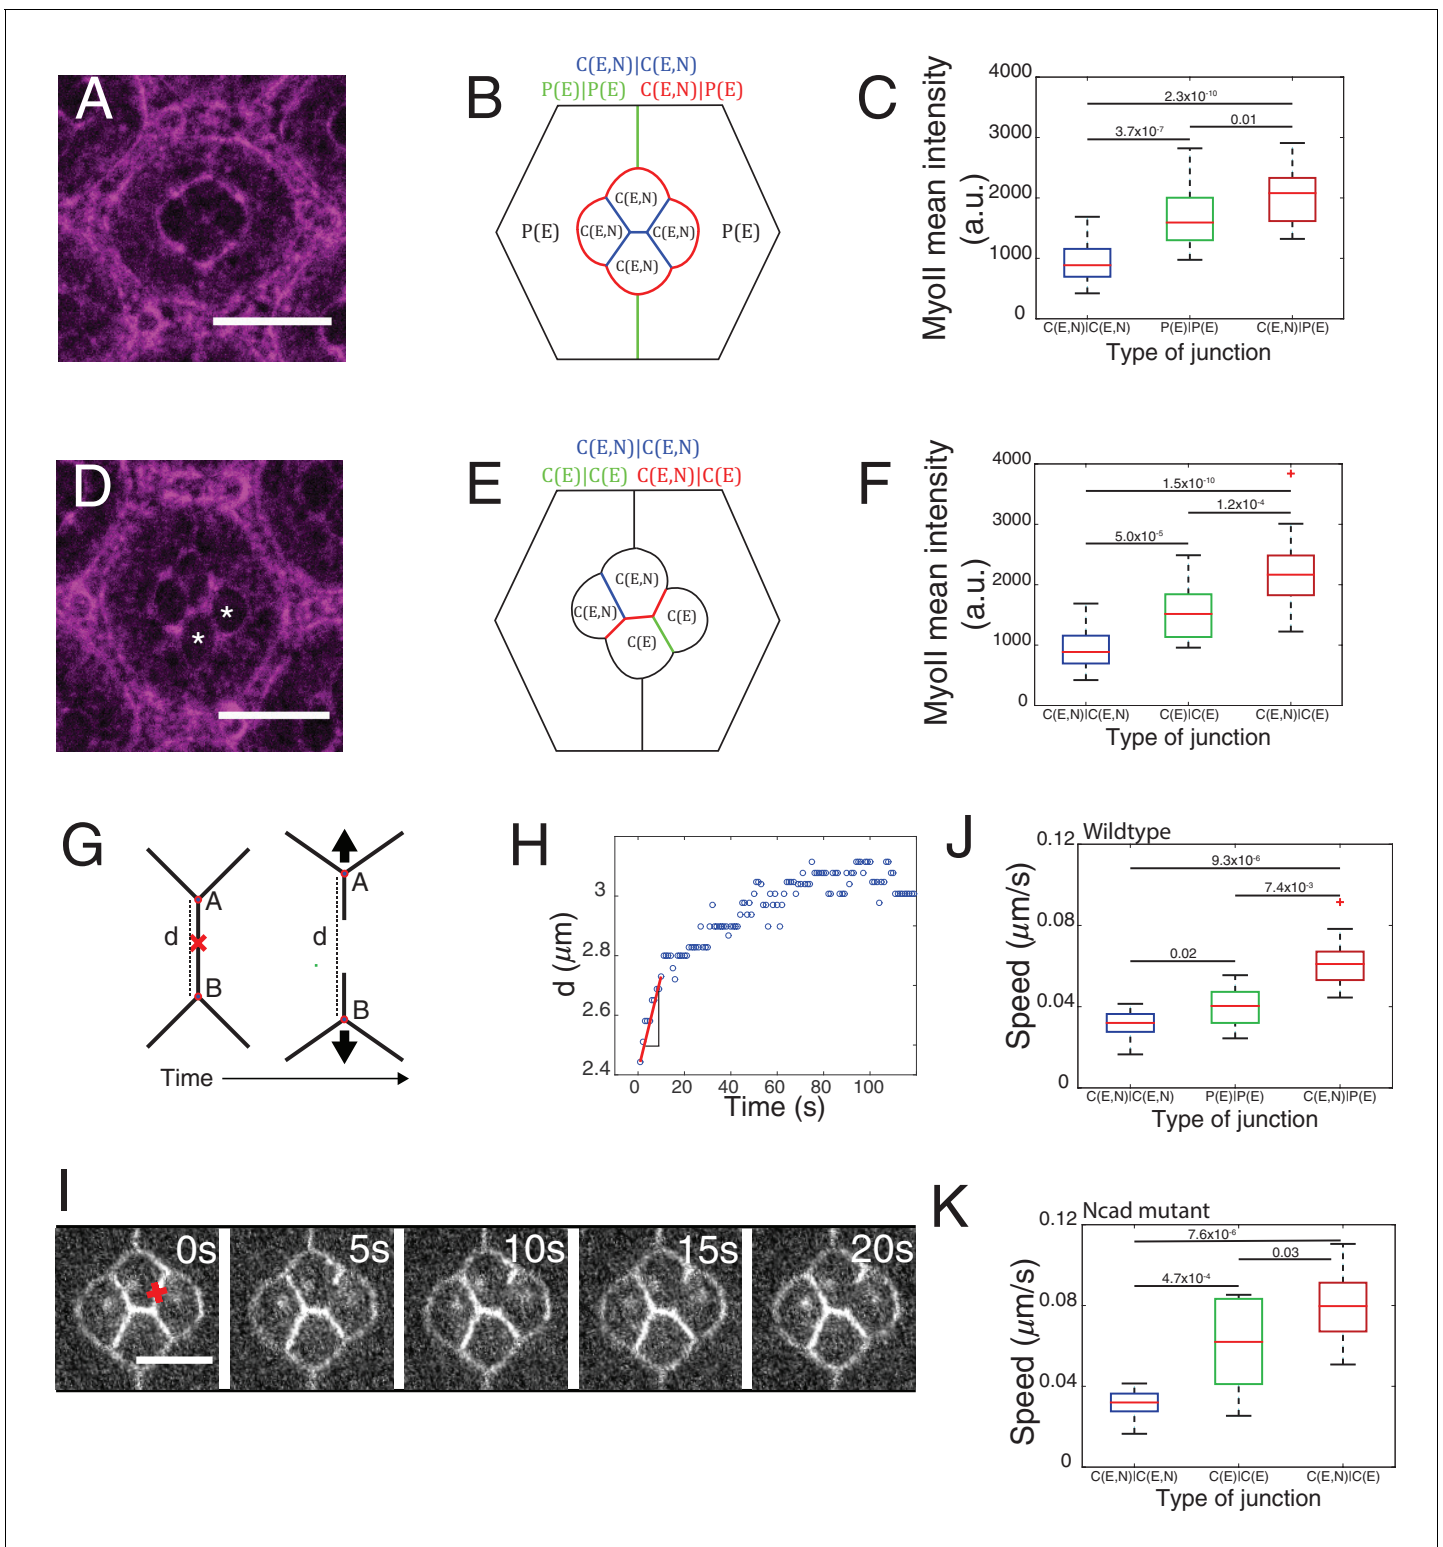 A
B
C(E,N)|C(E,N)
P(E)|P(E) C(E,N)|P(E)
C(E,N)
P(E) C(E,N) C(E,N) P(E)
C(E,N)
C
MyoII mean intensity
(a.u.)
4000
3000
2000
1000
0
2.3x10-10
0.01
3.7x10-7
C(E,N)|C(E,N) P(E)|P(E) C(E,N)|P(E)
Type of junction
D
*
*
E
C(E,N)|C(E,N)
C(E)|C(E) C(E,N)|C(E)
C(E,N)
C(E,N) C(E)
C(E)
F
MyoII mean intensity
(a.u.)
4000
3000
2000
1000
0
1.5x10-10
1.2x10-4
5.0x10-5
C(E,N)|C(E,N) C(E)|C(E) C(E,N)|C(E)
Type of junction
G
A
d
B
A
d
B
Time
H
d (μm)
3
2.8
2.6
2.4
0 20 40 60 80 100
Time (s)
J
Wildtype
Speed (μm/s)
0.12
0.08
0.04
0
9.3x10-6
7.4x10-3
0.02
C(E,N)|C(E,N) P(E)|P(E) C(E,N)|P(E)
Type of junction
I
0s 5s 10s 15s 20s
K
Ncad mutant
Speed (μm/s)
0.12
0.08
0.04
0
7.6x10-6
0.03
4.7x10-4
C(E,N)|C(E,N) C(E)|C(E) C(E,N)|C(E)
Type of junction